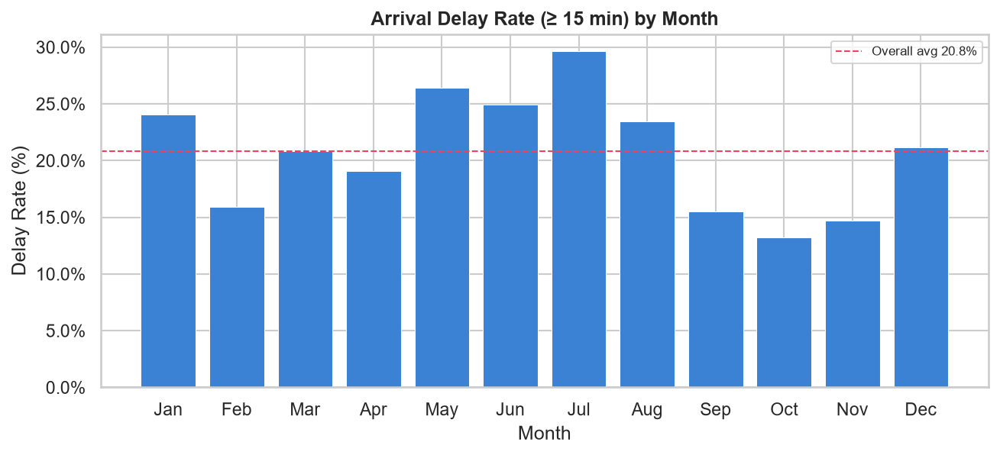 Arrival Delay Rate (≥ 15 min) by Month
Overall avg 20.8%
Delay Rate (%)
30.0%
25.0%
20.0%
15.0%
10.0%
5.0%
0.0%
Jan Feb Mar Apr May Jun Jul Aug Sep Oct Nov Dec
Month